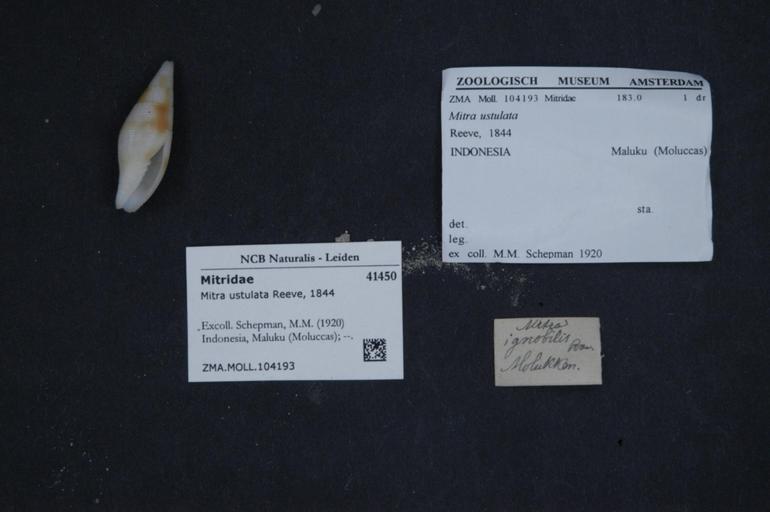 ZOOLOGISCH MUSEUM AMSTERDAM
ZMA Moll. 104193 Mitridae 183.0 1 dr
Mitra ustulata
Reeve, 1844
INDONESIA Maluku (Moluccas)
sta.
det.
leg.
ex coll. M.M. Schepman 1920
NCB Naturalis - Leiden
Mitridae 41450
Mitra ustulata Reeve, 1844
Excoll. Schepman, M.M. (1920)
Indonesia, Maluku (Moluccas); --.
ZMA.MOLL.104193
Mitra
ignobilis
Molukken.